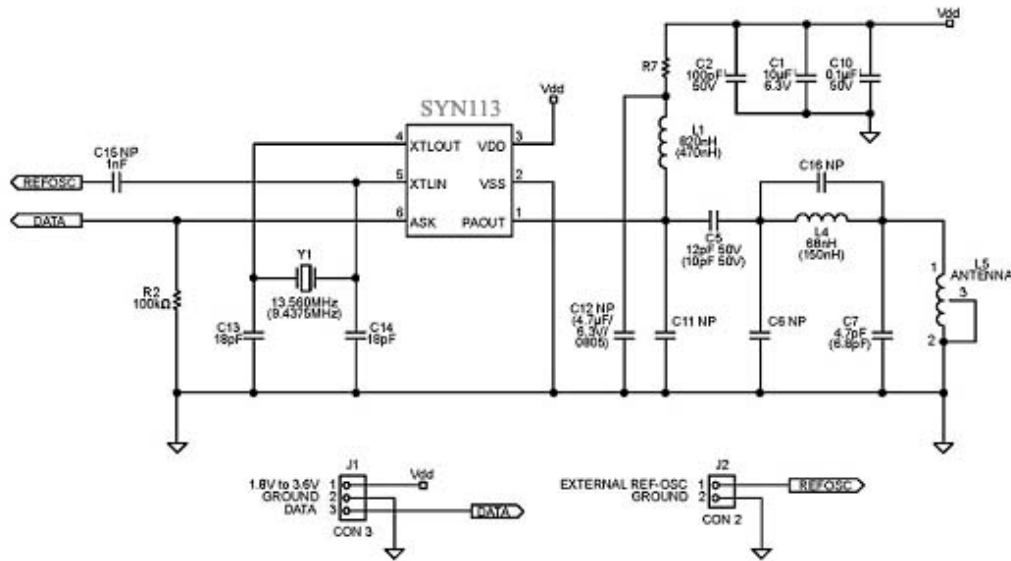 Vdd
R7
C2
100pF
50V
C1
10µF
6.3V
C10
0.1µF
50V
SYN113
Vdd
4 XTLOUT VDD 3
5 XTLIN VSS 2
6 ASK PAOUT 1
L1
820nH
(470nH)
C15 NP
1nF
REFOSC
DATA
C16 NP
C5
12pF 50V
(10pF 50V)
L4
68nH
(150nH)
L5
ANTENNA
1
3
2
Y1
13.560MHz
(9.4375MHz)
R2
100kΩ
C13
18pF
C14
18pF
C12 NP
(4.7µF/
6.3V/
0805)
C11 NP
C6 NP
C7
4.7pF
(6.8pF)
J1
1.8V to 3.6V 1 Vdd
GROUND 2
DATA 3 DATA
CON 3
J2
EXTERNAL REF-OSC 1 REFOSC
GROUND 2
CON 2